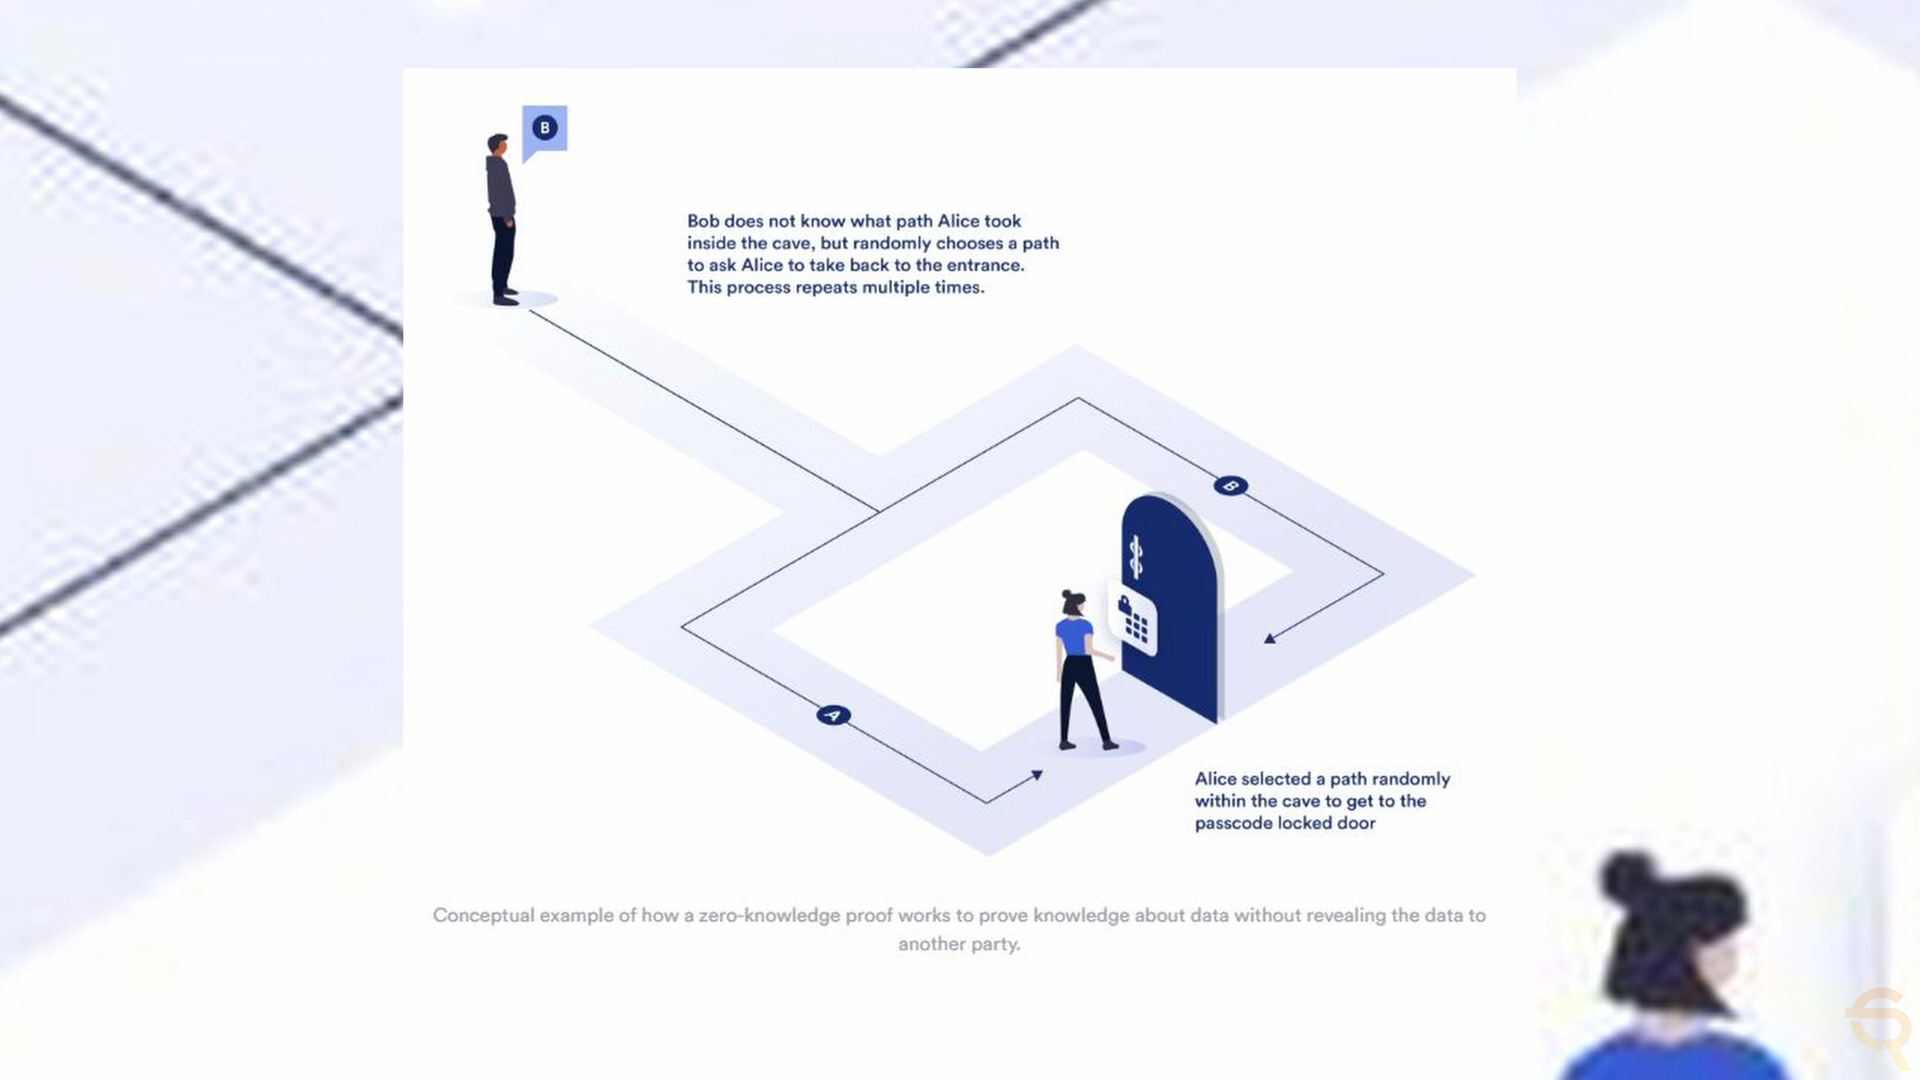 B
Bob does not know what path Alice took
inside the cave, but randomly chooses a path
to ask Alice to take back to the entrance.
This process repeats multiple times.
B
A
Alice selected a path randomly
within the cave to get to the
passcode locked door
Conceptual example of how a zero-knowledge proof works to prove knowledge about data without revealing the data to
another party.